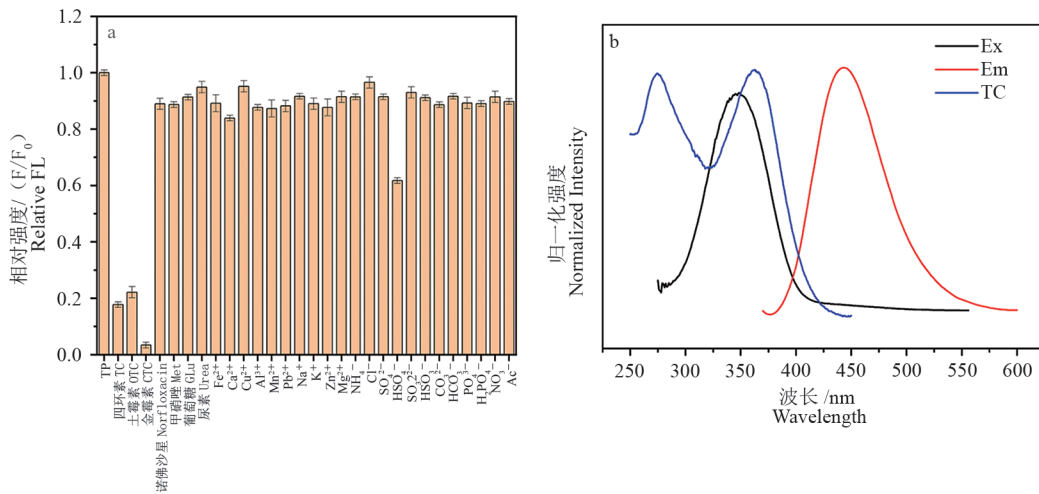 a
1.2
1.0
0.8
0.6
0.4
0.2
0.0
相对强度/（F/F₀）
Relative FL
TP
四环素 TC
土霉素 OTC
金霉素 CTC
诺佛沙星 Norfloxacin
甲硝唑 Met
葡萄糖 Glu
尿素 Urea
Fe²⁺
Ca²⁺
Cu²⁺
Al³⁺
Mn²⁺
Pb²⁺
Na⁺
K⁺
Zn²⁺
Mg²⁺
NH₄⁻
Cl⁻
SO₄²⁻
HSO₄⁻
HSO₃⁻
CO₃²⁻
HCO₃⁻
PO₄³⁻
H₂PO₄⁻
NO₃⁻
Ac⁻
b
Ex
Em
TC
归一化强度
Normalized Intensity
250
300
350
400
450
500
550
600
波长 /nm
Wavelength